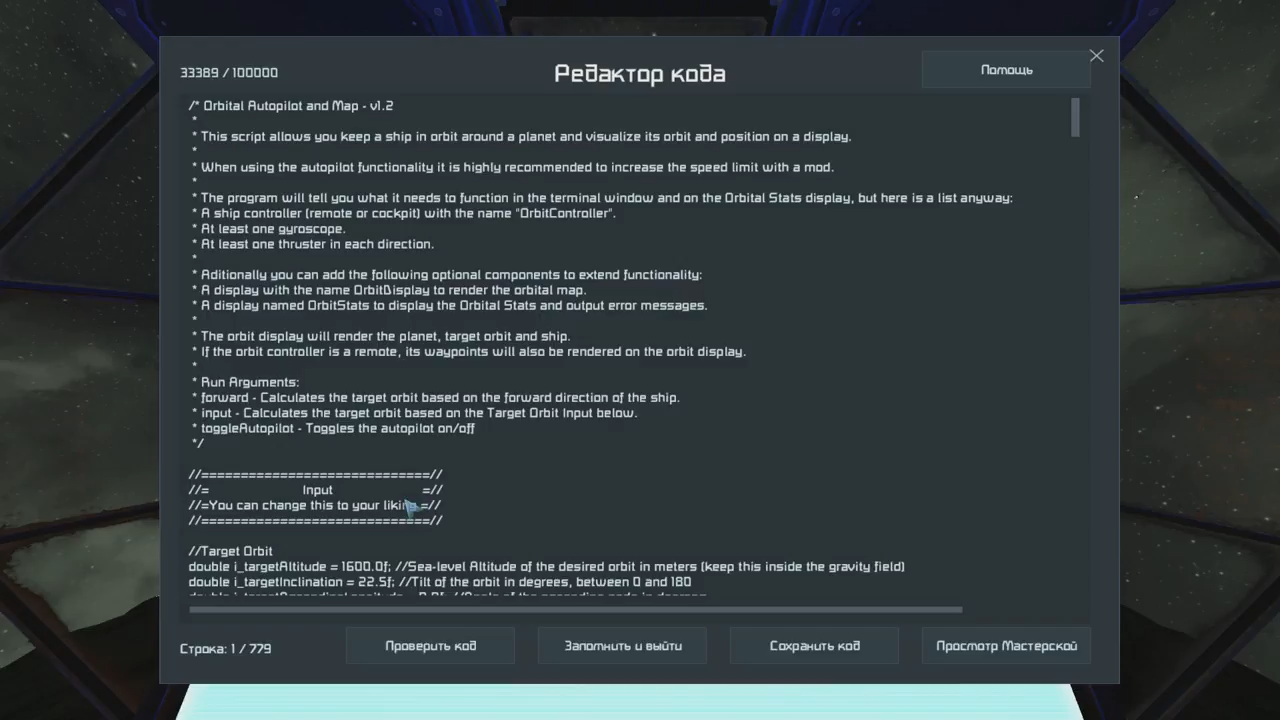 33389 / 100000
Редактор кода
Помощь
/* Orbital Autopilot and Map - v1.2
*
* This script allows you keep a ship in orbit around a planet and visualize its orbit and position on a display.
*
* When using the autopilot functionality it is highly recommended to increase the speed limit with a mod.
*
* The program will tell you what it needs to function in the terminal window and on the Orbital Stats display, but here is a list anyway:
* A ship controller (remote or cockpit) with the name "OrbitController".
* At least one gyroscope.
* At least one thruster in each direction.
*
* Aditionally you can add the following optional components to extend functionality:
* A display with the name OrbitDisplay to render the orbital map.
* A display named OrbitStats to display the Orbital Stats and output error messages.
*
* The orbit display will render the planet, target orbit and ship.
* If the orbit controller is a remote, its waypoints will also be rendered on the orbit display.
*
* Run Arguments:
* forward - Calculates the target orbit based on the forward direction of the ship.
* input - Calculates the target orbit based on the Target Orbit Input below.
* toggleAutopilot - Toggles the autopilot on/off
*/
//=============================//
//= Input =//
//=You can change this to your liking =//
//=============================//
//Target Orbit
double i_targetAltitude = 1600.0f; //Sea-level Altitude of the desired orbit in meters (keep this inside the gravity field)
double i_targetInclination = 22.5f; //Tilt of the orbit in degrees, between 0 and 180
Строка: 1 / 779
Проверить код
Запомнить и выйти
Сохранить код
Просмотр Мастерской